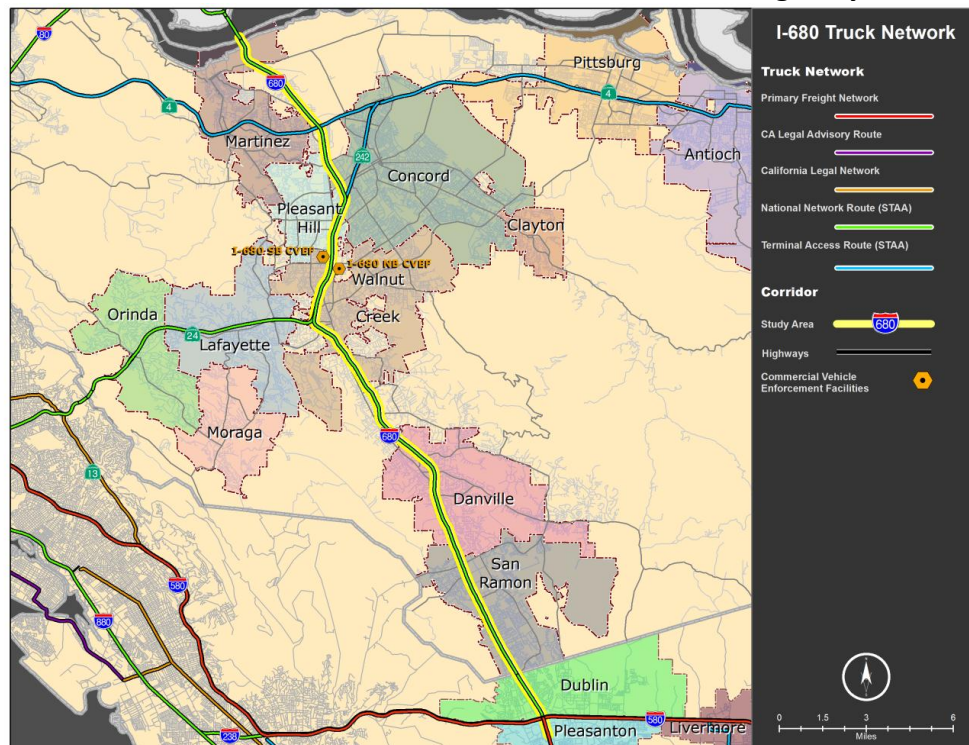 I-680 Truck Network
Truck Network
Primary Freight Network
CA Legal Advisory Route
California Legal Network
National Network Route (STAA)
Terminal Access Route (STAA)
Corridor
Study Area
680
Highways
Commercial Vehicle
Enforcement Facilities
0 1.5 3 6
Miles
80
680
Pittsburg
4
4
Martinez
242
Antioch
Concord
Pleasant
Hill
Clayton
I-680 SB CVEF
I-680 NB CVEF
Walnut
Creek
Orinda
24
Lafayette
Moraga
680
13
Danville
San
Ramon
580
880
Dublin
238
580
Pleasanton
Livermore